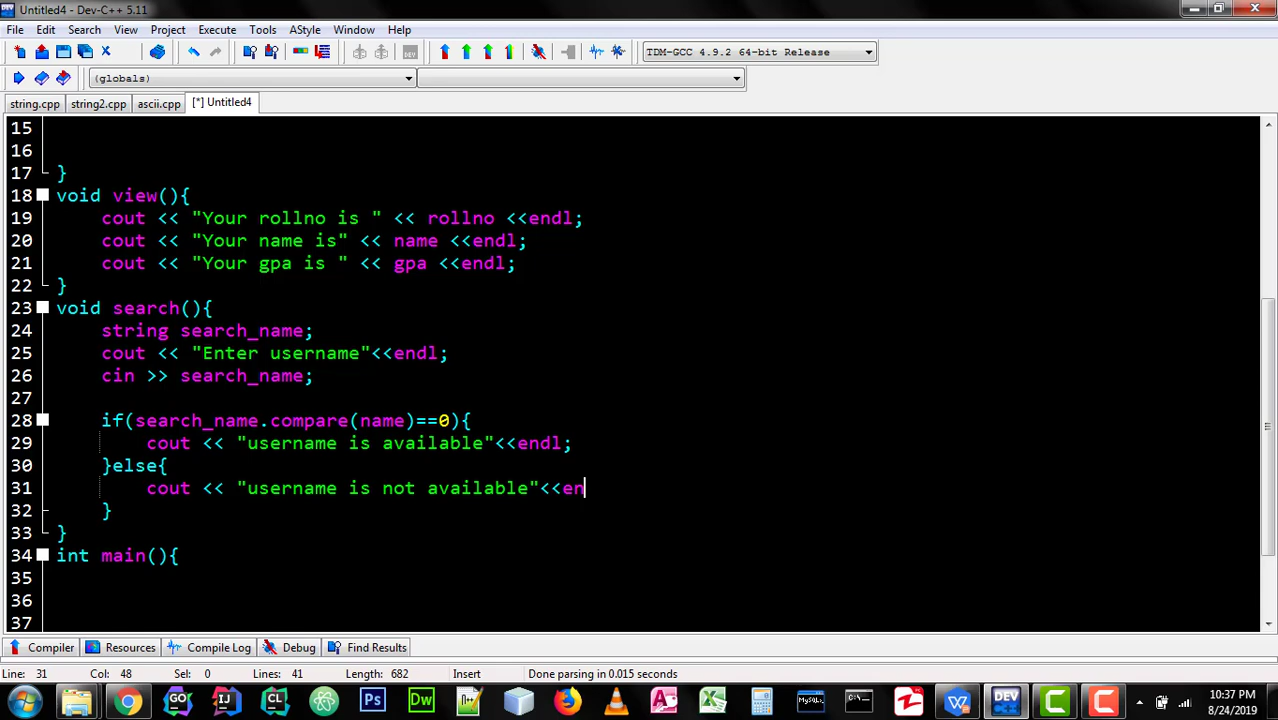 Untitled4 - Dev-C++ 5.11
File Edit Search View Project Execute Tools AStyle Window Help
TDM-GCC 4.9.2 64-bit Release
(globals)
string.cpp string2.cpp ascii.cpp [*] Untitled4
15
16
17 }
18 void view(){
19 cout << "Your rollno is " << rollno <<endl;
20 cout << "Your name is" << name <<endl;
21 cout << "Your gpa is " << gpa <<endl;
22 }
23 void search(){
24 string search_name;
25 cout << "Enter username"<<endl;
26 cin >> search_name;
27
28 if(search_name.compare(name)==0){
29 cout << "username is available"<<endl;
30 }else{
31 cout << "username is not available"<<en
32 }
33 }
34 int main(){
35
36
37
Compiler Resources Compile Log Debug Find Results
Line: 31 Col: 48 Sel: 0 Lines: 41 Length: 682 Insert Done parsing in 0.015 seconds
10:37 PM
8/24/2019